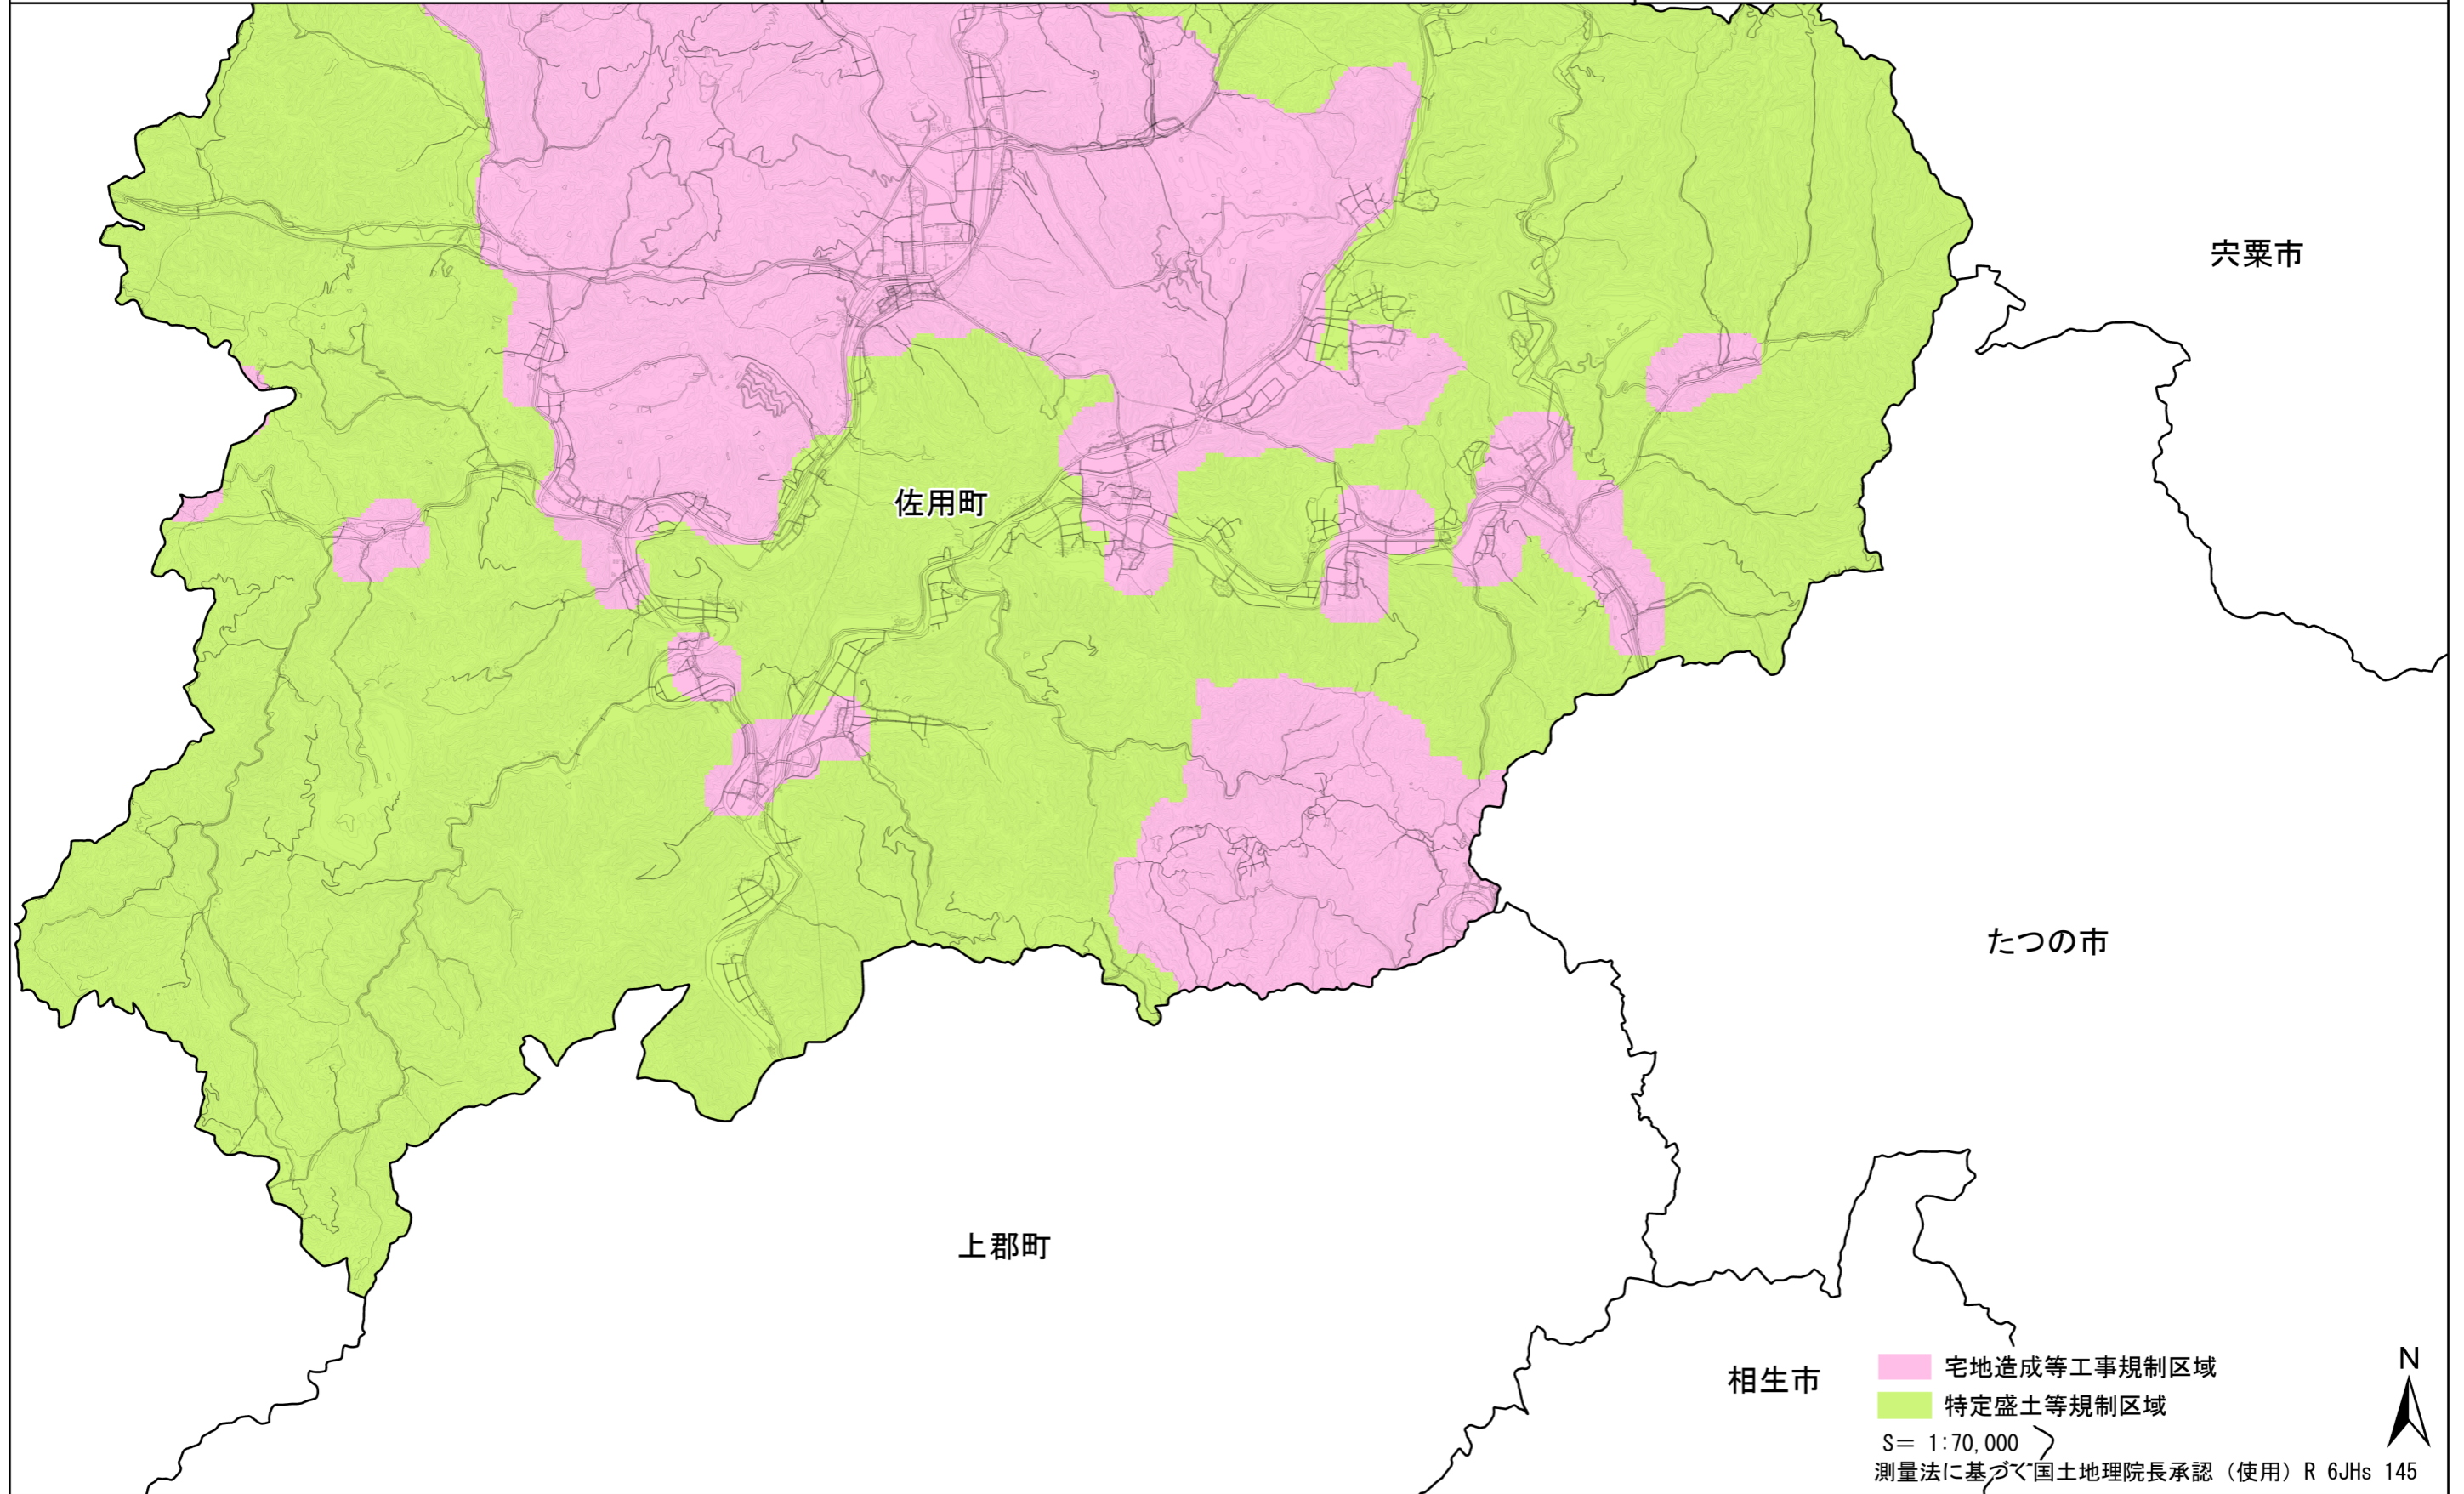 宍粟市
佐用町
たつの市
上郡町
相生市
N
宅地造成等工事規制区域
特定盛土等規制区域
S= 1:70,000
測量法に基づく国土地理院長承認（使用）R 6JHs 145